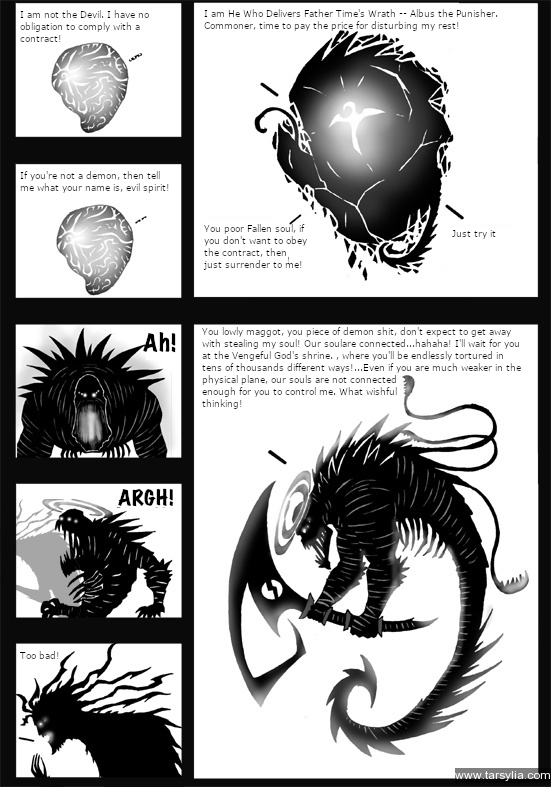 I am not the Devil. I have no
obligation to comply with a
contract!
I am He Who Delivers Father Time's Wrath -- Albus the Punisher.
Commoner, time to pay the price for disturbing my rest!
If you're not a demon, then tell
me what your name is, evil spirit!
You poor Fallen soul, if
you don't want to obey
the contract, then
just surrender to me!
Just try it
Ah!
You lowly maggot, you piece of demon shit, don't expect to get away
with stealing my soul! Our soulare connected...hahaha! I'll wait for you
at the Vengeful God's shrine. , where you'll be endlessly tortured in
tens of thousands different ways!...Even if you are much weaker in the
physical plane, our souls are not connected
enough for you to control me. What wishful
thinking!
ARGH!
Too bad!
www.tarsylia.com